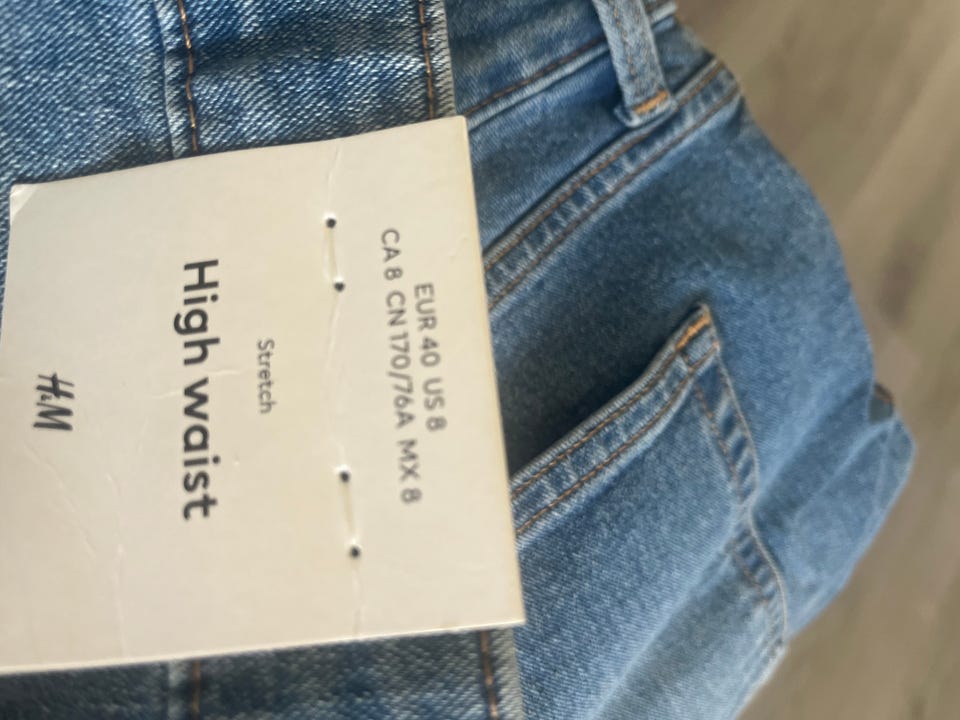 EUR 40 US 8
CA 8 CN 170/76A MX 8
Stretch
High waist
H&M